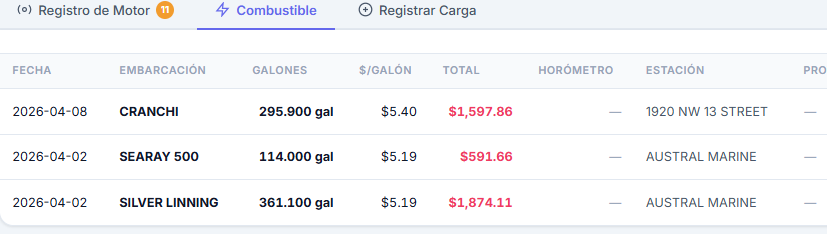 Registro de Motor 11 Combustible Registrar Carga
FECHA EMBARCACIÓN GALONES $/GALÓN TOTAL HORÓMETRO ESTACIÓN PRO
2026-04-08 CRANCHI 295.900 gal $5.40 $1,597.86 — 1920 NW 13 STREET —
2026-04-02 SEARAY 500 114.000 gal $5.19 $591.66 — AUSTRAL MARINE —
2026-04-02 SILVER LINNING 361.100 gal $5.19 $1,874.11 — AUSTRAL MARINE —